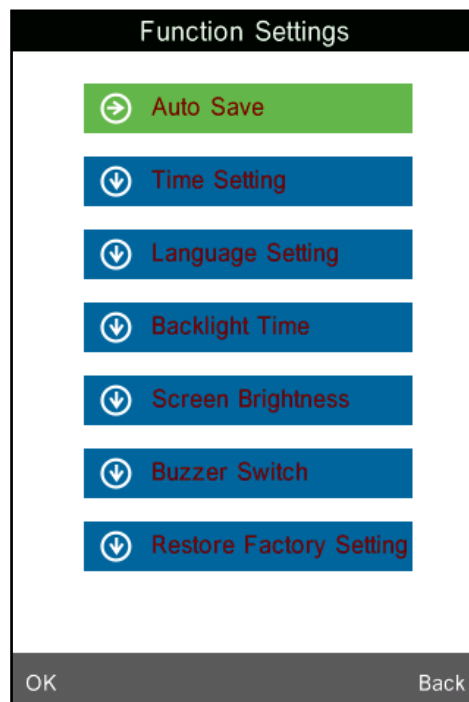 Function Settings
Auto Save
Time Setting
Language Setting
Backlight Time
Screen Brightness
Buzzer Switch
Restore Factory Setting
OK Back